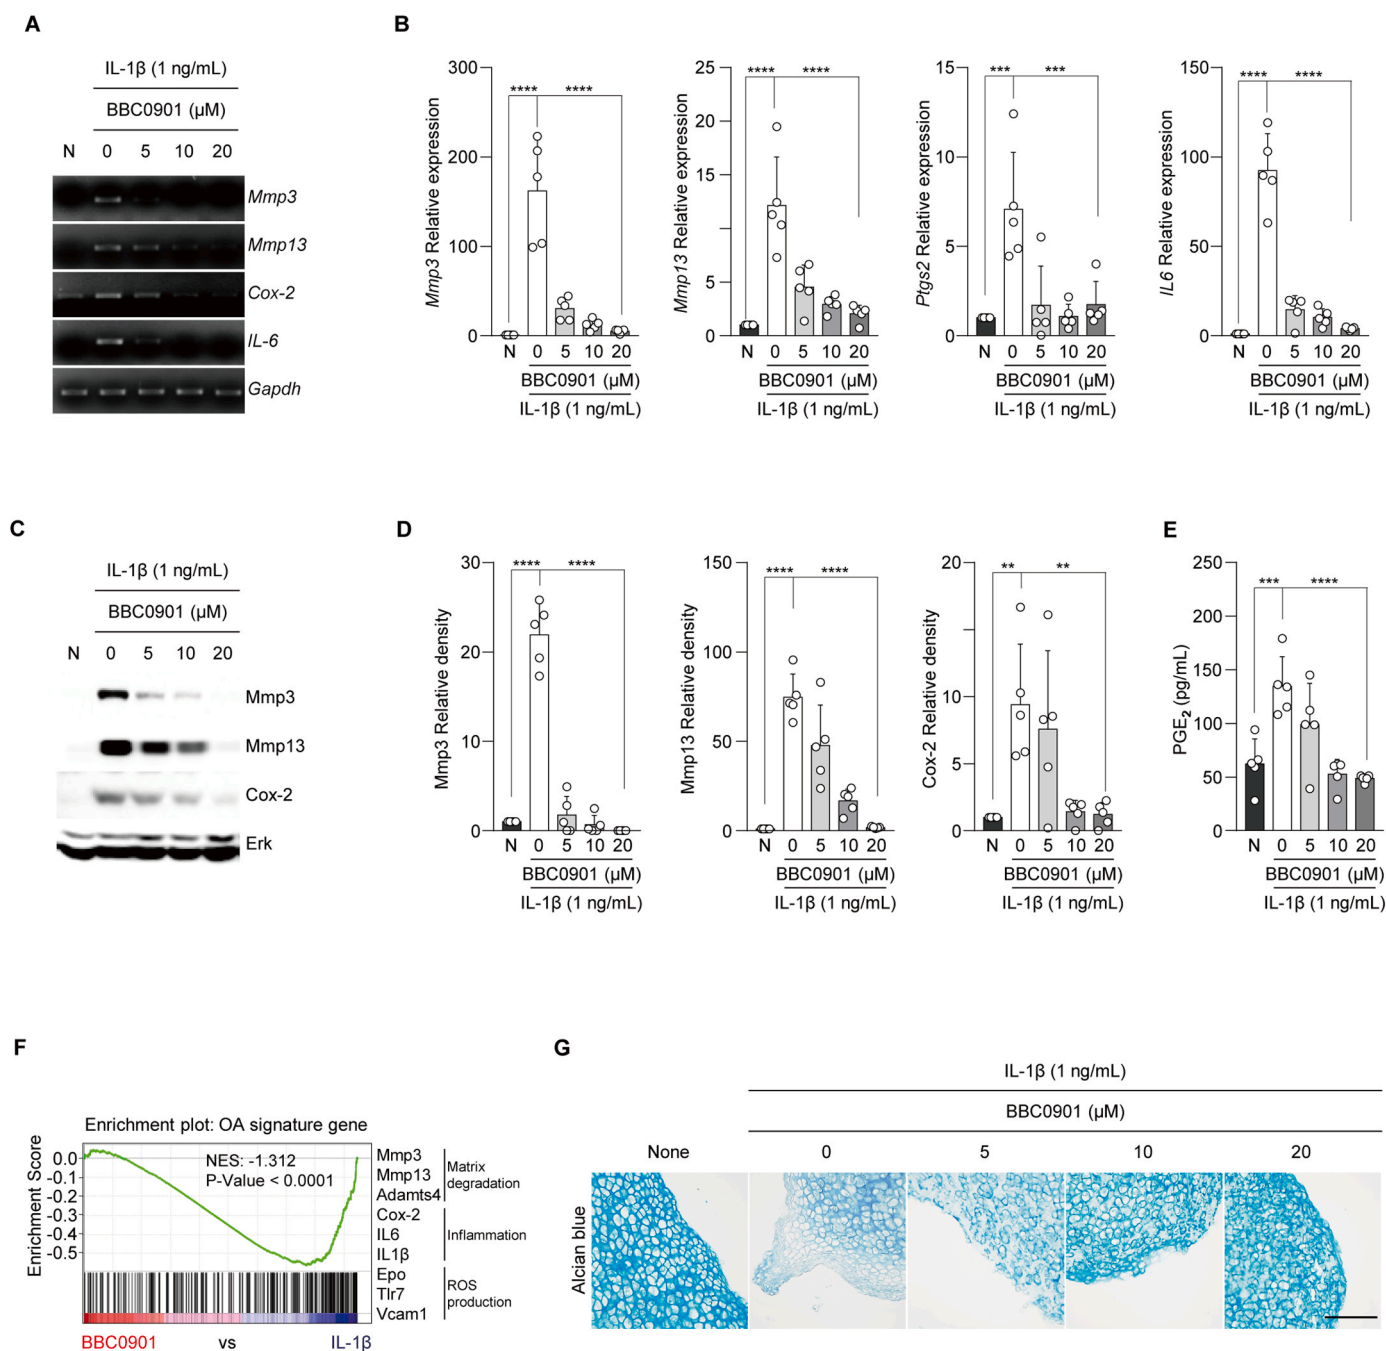 A
IL-1β (1 ng/mL)
BBC0901 (µM)
N 0 5 10 20
Mmp3
Mmp13
Cox-2
IL-6
Gapdh
B
Mmp3 Relative expression
300
200
100
0
**** ****
N 0 5 10 20
BBC0901 (µM)
IL-1β (1 ng/mL)
Mmp13 Relative expression
25
20
15
5
0
**** ****
N 0 5 10 20
BBC0901 (µM)
IL-1β (1 ng/mL)
Ptgs2 Relative expression
15
10
5
0
*** ***
N 0 5 10 20
BBC0901 (µM)
IL-1β (1 ng/mL)
IL6 Relative expression
150
100
50
0
**** ****
N 0 5 10 20
BBC0901 (µM)
IL-1β (1 ng/mL)
C
IL-1β (1 ng/mL)
BBC0901 (µM)
N 0 5 10 20
Mmp3
Mmp13
Cox-2
Erk
D
Mmp3 Relative density
30
20
10
0
**** ****
N 0 5 10 20
BBC0901 (µM)
IL-1β (1 ng/mL)
Mmp13 Relative density
150
100
50
0
**** ****
N 0 5 10 20
BBC0901 (µM)
IL-1β (1 ng/mL)
Cox-2 Relative density
20
10
5
0
** **
N 0 5 10 20
BBC0901 (µM)
IL-1β (1 ng/mL)
E
PGE2 (pg/mL)
250
200
150
100
50
0
*** ****
N 0 5 10 20
BBC0901 (µM)
IL-1β (1 ng/mL)
F
Enrichment plot: OA signature gene
Enrichment Score
0.0
-0.1
-0.2
-0.3
-0.4
-0.5
NES: -1.312
P-Value < 0.0001
Mmp3
Mmp13
Adamts4
Matrix
degradation
Cox-2
IL6
IL1β
Inflammation
Epo
Tlr7
Vcam1
ROS
production
BBC0901 vs IL-1β
G
IL-1β (1 ng/mL)
BBC0901 (µM)
None 0 5 10 20
Alcian blue